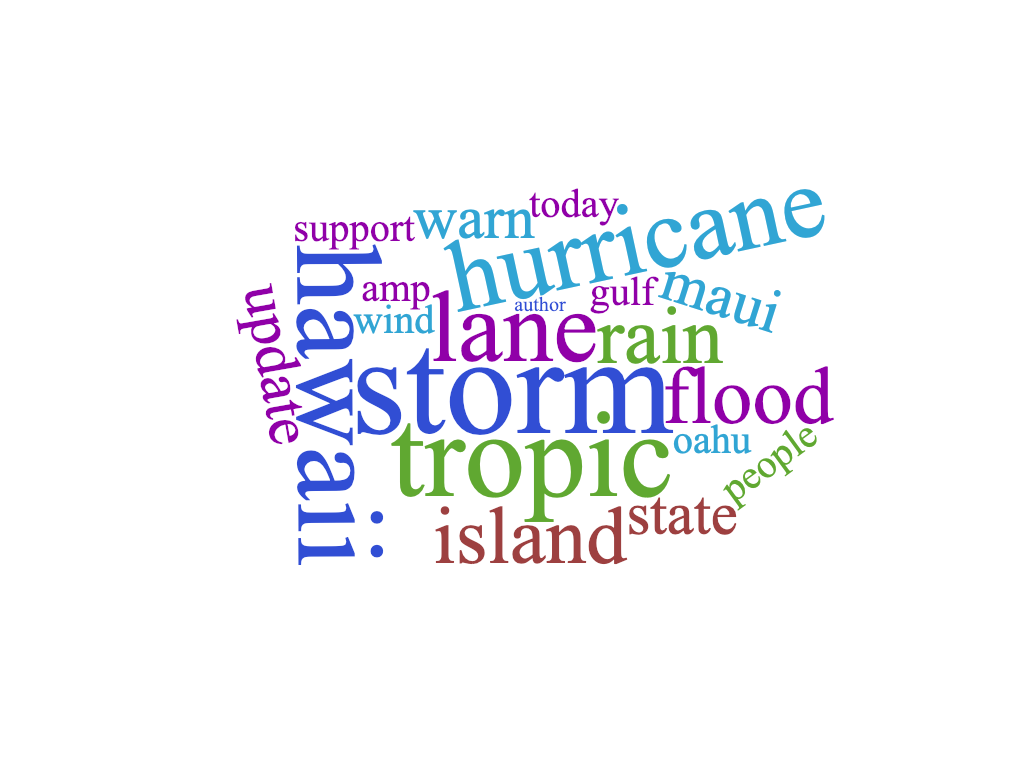 today
support
warn
hurricane
hawaii
amp
gulf
maui
author
wind
lane
rain
update
storm
flood
tropic
oahu
people
island
state